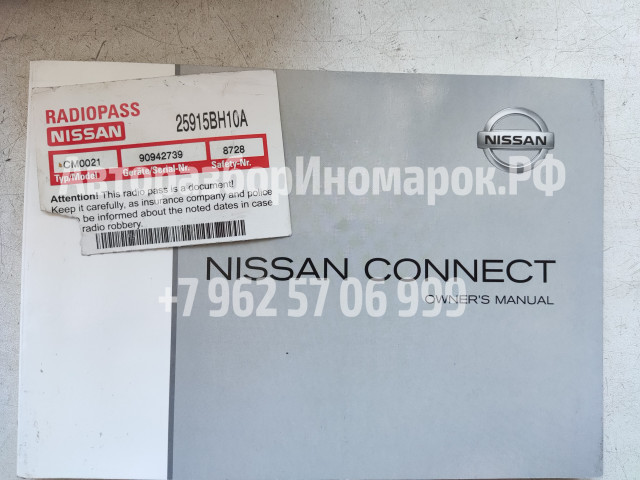 RADIOPASS
NISSAN
25915BH10A
CM0021 90942739 8728
Typ/Model Geräte/Serial-Nr. Safety-Nr.
Attention! This radio pass is a document!
Keep it carefully, as insurance company and police
be informed about the noted dates in case
radio robbery.
NISSAN
АвтоРазборИномарок.РФ
NISSAN CONNECT
+7 962 57 06 999
OWNER'S MANUAL